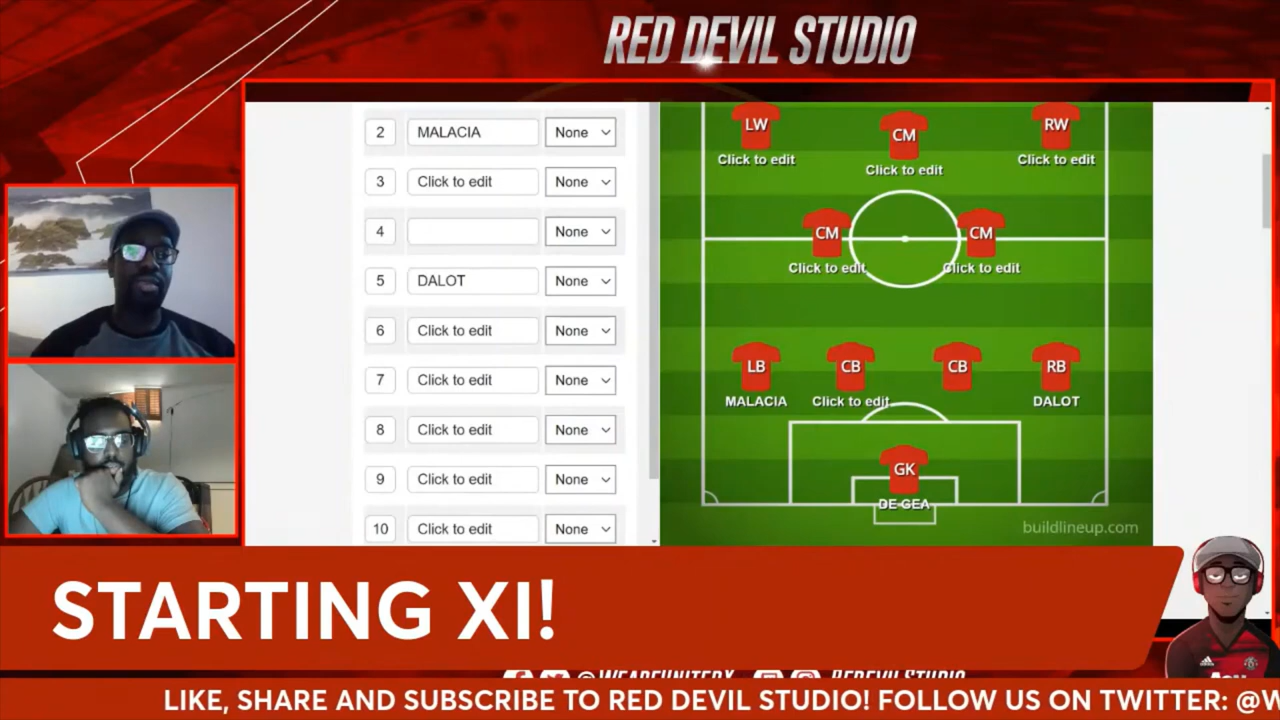 RED DEVIL STUDIO
2 MALACIA None
3 Click to edit None
4 None
5 DALOT None
6 Click to edit None
7 Click to edit None
8 Click to edit None
9 Click to edit None
10 Click to edit None
LW CM RW
Click to edit Click to edit Click to edit
CM CM
Click to edit Click to edit
LB CB CB RB
MALACIA Click to edit DALOT
GK
DE GEA
buildlineup.com
STARTING XI!
LIKE, SHARE AND SUBSCRIBE TO RED DEVIL STUDIO! FOLLOW US ON TWITTER: @W